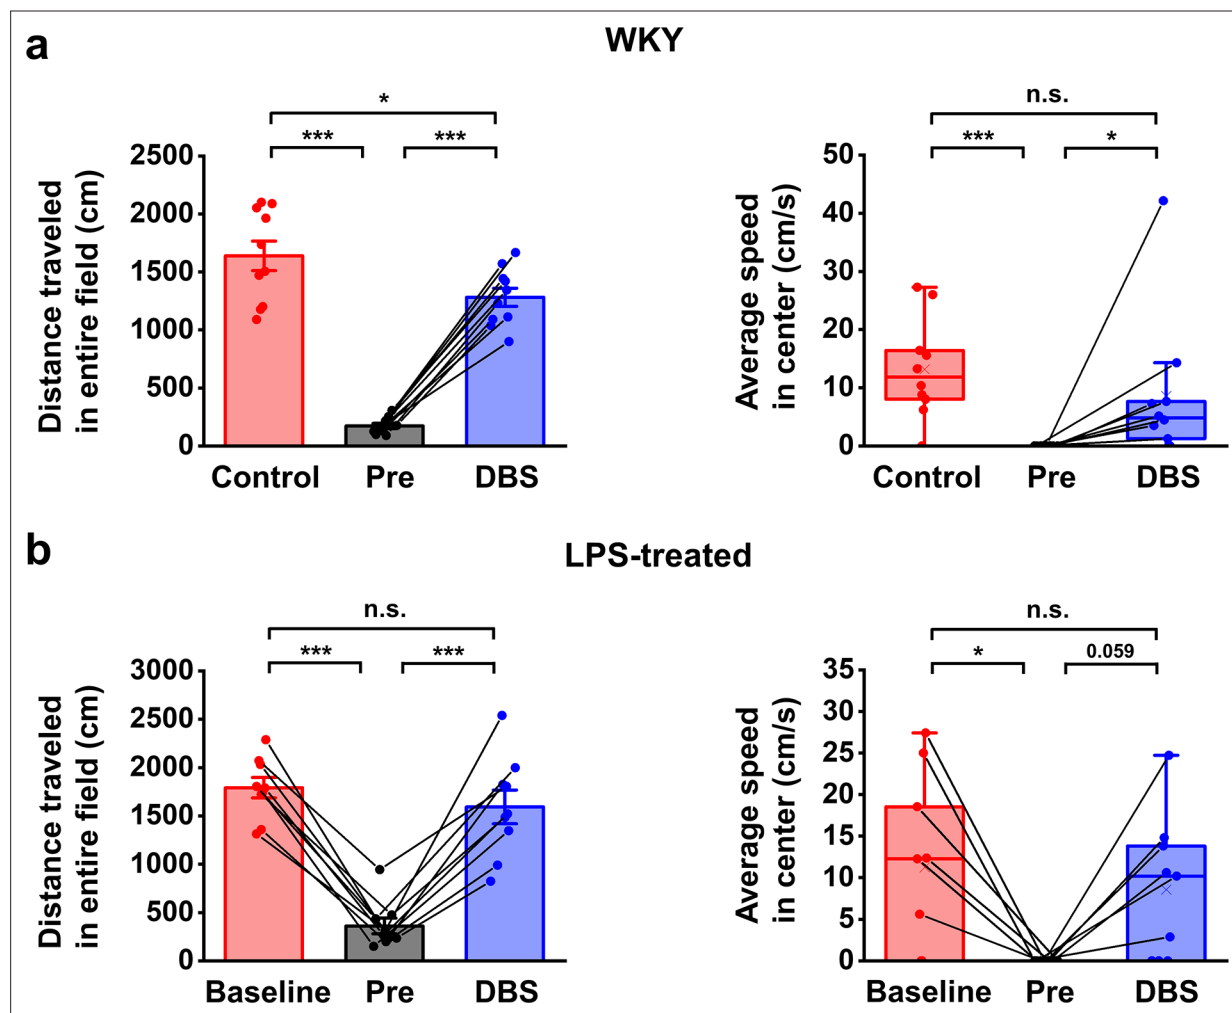 a
WKY
*
***
***
Distance traveled
in entire field (cm)
2500
2000
1500
1000
500
0
Control
Pre
DBS
n.s.
***
*
Average speed
in center (cm/s)
50
40
30
20
10
0
Control
Pre
DBS
b
LPS-treated
n.s.
***
***
Distance traveled
in entire field (cm)
3000
2500
2000
1500
1000
500
0
Baseline
Pre
DBS
n.s.
*
0.059
Average speed
in center (cm/s)
35
30
25
20
15
10
5
0
Baseline
Pre
DBS